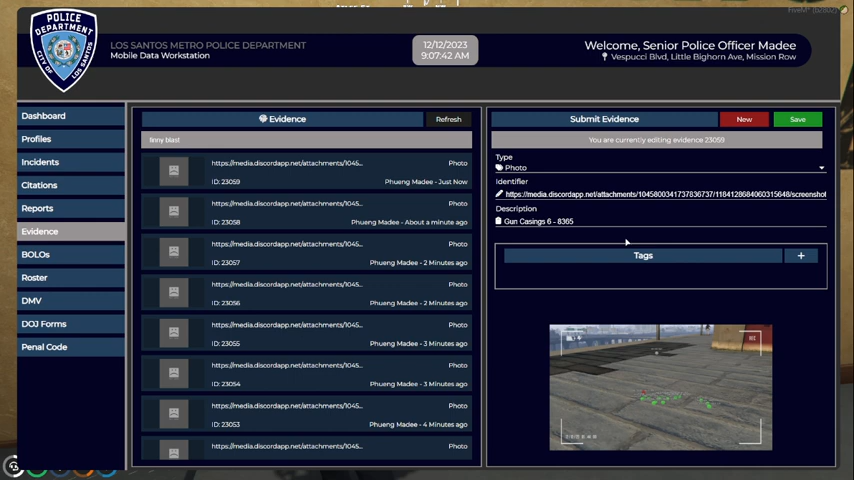 FiveM® (b2802)
POLICE
DEPARTMENT
CITY OF
LOS SANTOS
LOS SANTOS METRO POLICE DEPARTMENT
Mobile Data Workstation
12/12/2023
9:07:42 AM
Welcome, Senior Police Officer Madee
Vespucci Blvd, Little Bighorn Ave, Mission Row
Dashboard
Profiles
Incidents
Citations
Reports
Evidence
BOLOs
Roster
DMV
DOJ Forms
Penal Code
Evidence
Refresh
finny blast
https://media.discordapp.net/attachments/1045... Photo
ID: 23059 Phueng Madee - Just Now
https://media.discordapp.net/attachments/1045... Photo
ID: 23058 Phueng Madee - About a minute ago
https://media.discordapp.net/attachments/1045... Photo
ID: 23057 Phueng Madee - 2 Minutes ago
https://media.discordapp.net/attachments/1045... Photo
ID: 23056 Phueng Madee - 2 Minutes ago
https://media.discordapp.net/attachments/1045... Photo
ID: 23055 Phueng Madee - 3 Minutes ago
https://media.discordapp.net/attachments/1045... Photo
ID: 23054 Phueng Madee - 3 Minutes ago
https://media.discordapp.net/attachments/1045... Photo
ID: 23053 Phueng Madee - 4 Minutes ago
https://media.discordapp.net/attachments/1045... Photo
Submit Evidence
New
Save
You are currently editing evidence 23059
Type
Photo
Identifier
https://media.discordapp.net/attachments/1045800341737836737/1184128684060315648/screenshot
Description
Gun Casings 6 - 8365
Tags
+